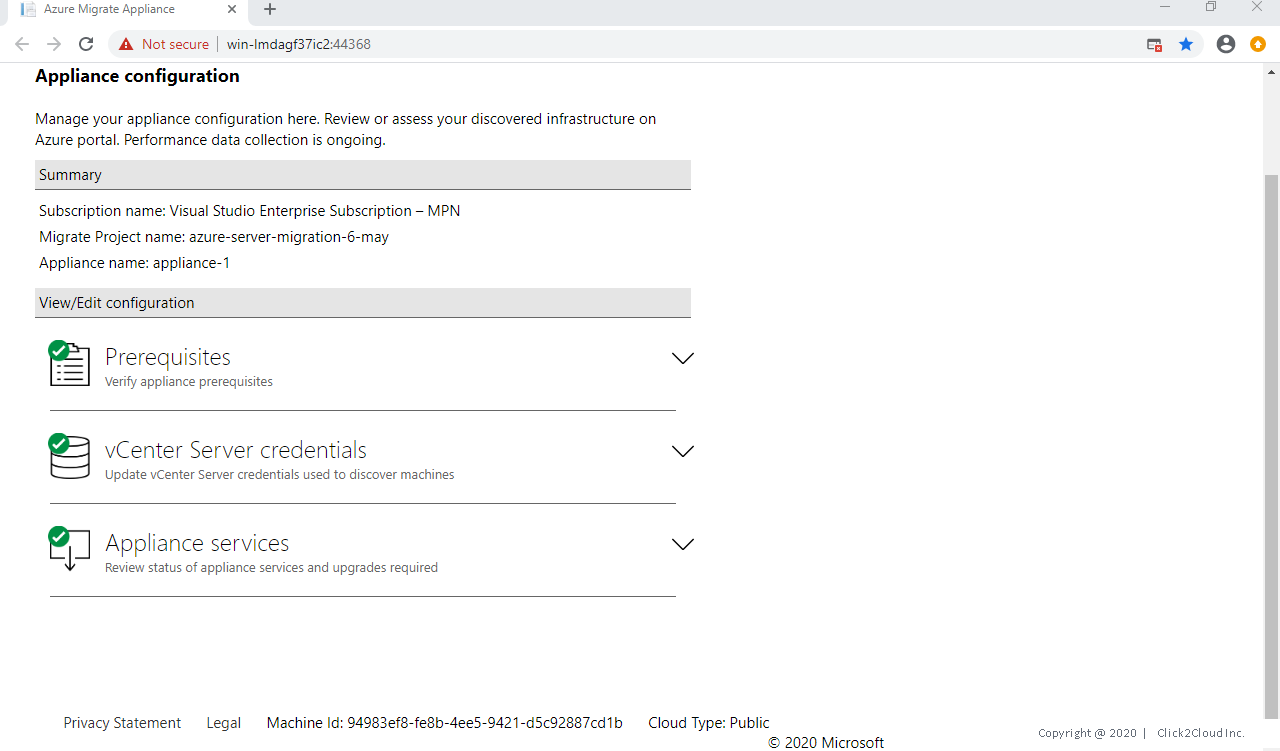 Azure Migrate Appliance
Not secure | win-lmdagf37ic2:44368
Appliance configuration
Manage your appliance configuration here. Review or assess your discovered infrastructure on
Azure portal. Performance data collection is ongoing.
Summary
Subscription name: Visual Studio Enterprise Subscription – MPN
Migrate Project name: azure-server-migration-6-may
Appliance name: appliance-1
View/Edit configuration
Prerequisites
Verify appliance prerequisites
vCenter Server credentials
Update vCenter Server credentials used to discover machines
Appliance services
Review status of appliance services and upgrades required
Privacy Statement Legal Machine Id: 94983ef8-fe8b-4ee5-9421-d5c92887cd1b Cloud Type: Public
© 2020 Microsoft
Copyright @ 2020 | Click2Cloud Inc.